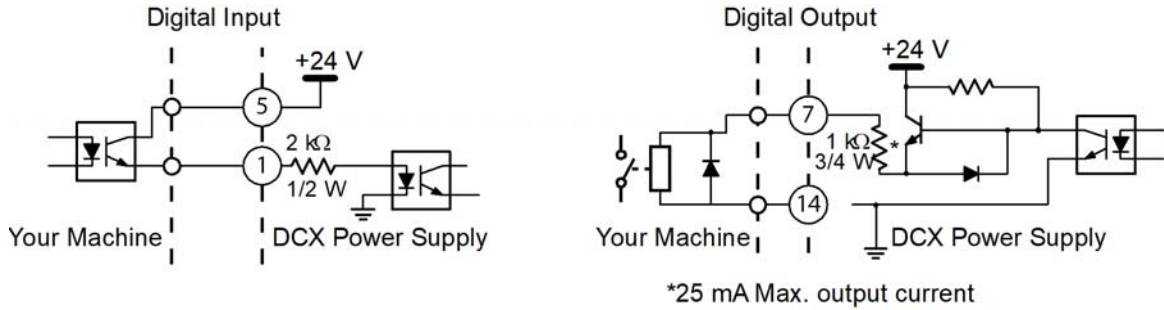 Digital Input
+24 V
5
2 kΩ
1
1/2 W
Your Machine
DCX Power Supply
Digital Output
+24 V
7
1 kΩ
*
3/4 W
14
Your Machine
DCX Power Supply
*25 mA Max. output current